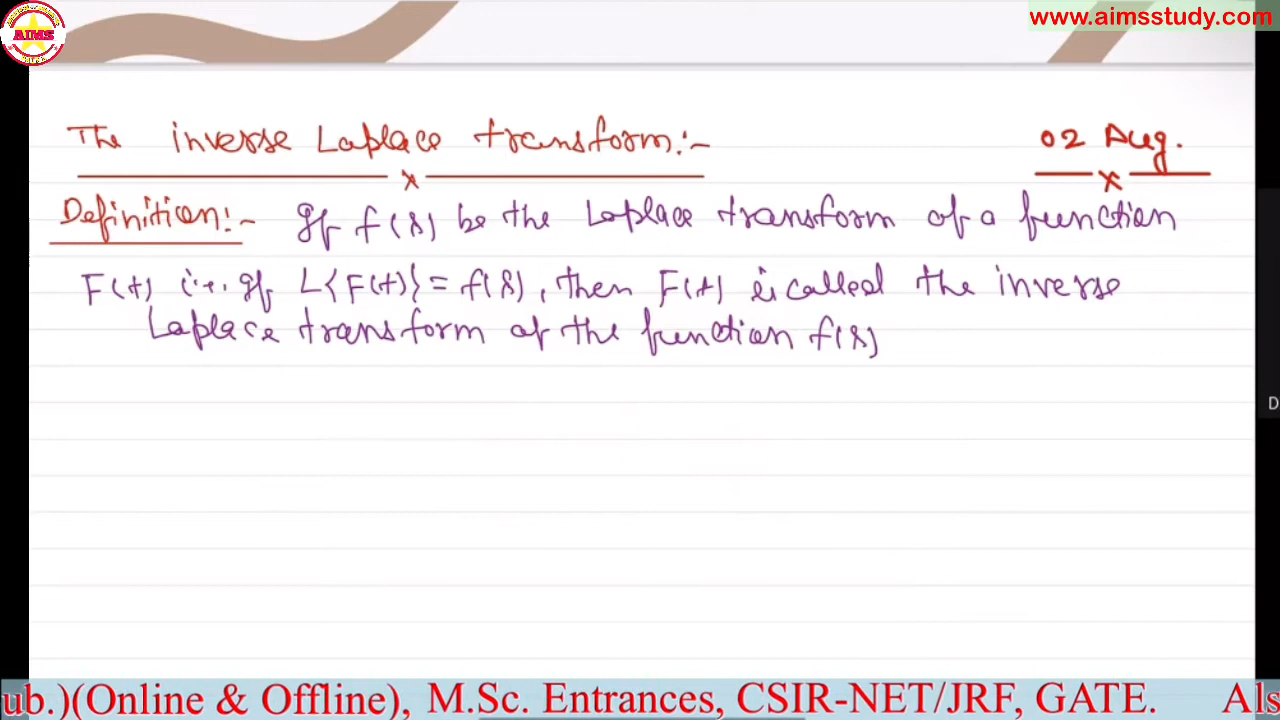 AIMS
www.aimsstudy.com
The inverse Laplace transform:-
02 Aug.
Definition:- If f(s) be the Laplace transform of a function
F(t) i.e. If L{F(t)} = f(s), then F(t) is called the inverse
Laplace transform of the function f(s)
D
ub.)(Online & Offline), M.Sc. Entrances, CSIR-NET/JRF, GATE. Als